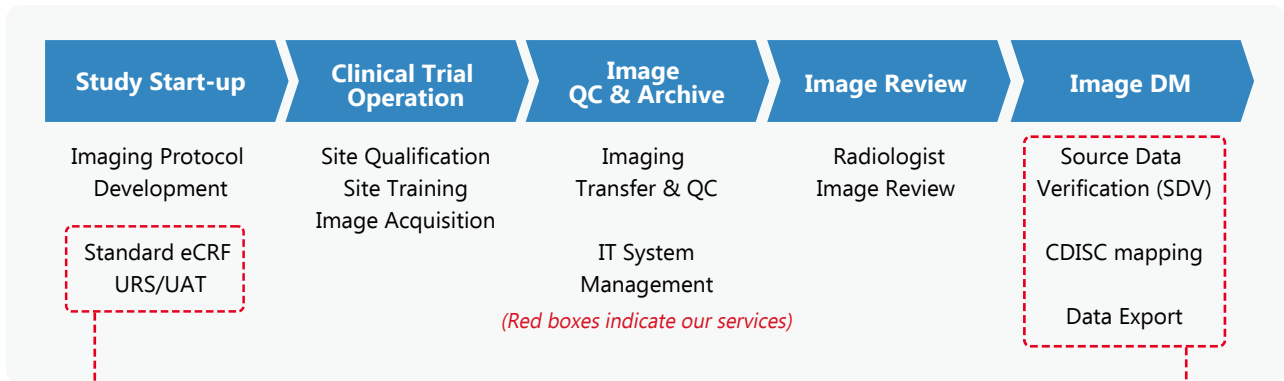 Study Start-up
Clinical Trial
Operation
Image
QC & Archive
Image Review
Image DM
Imaging Protocol
Development
Standard eCRF
URS/UAT
Site Qualification
Site Training
Image Acquisition
Imaging
Transfer & QC
IT System
Management
(Red boxes indicate our services)
Radiologist
Image Review
Source Data
Verification (SDV)
CDISC mapping
Data Export